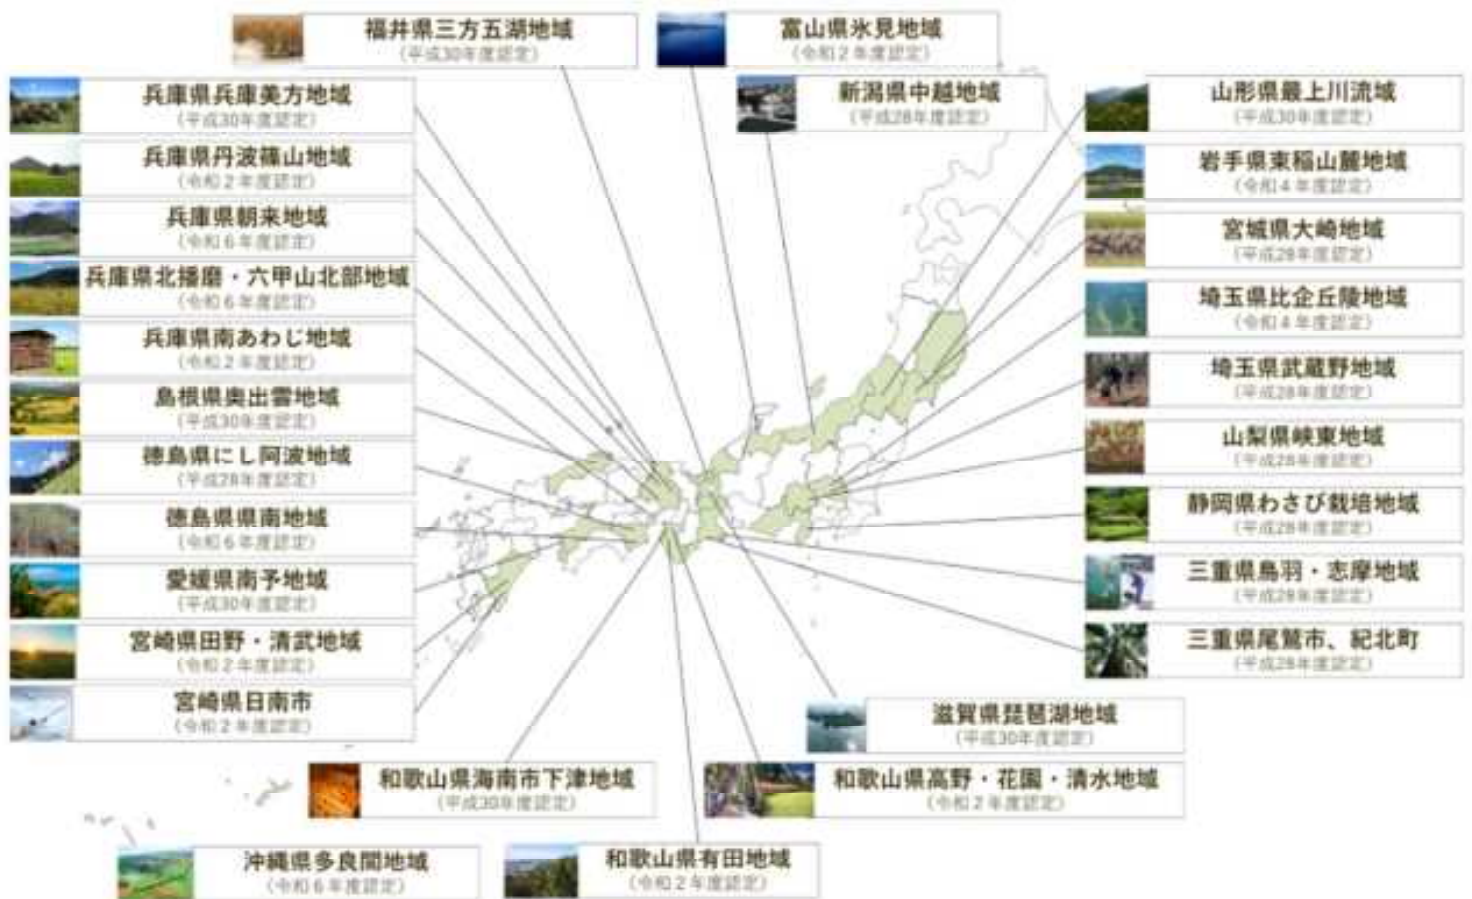 福井県三方五湖地域
(平成30年度認定)
富山県氷見地域
(令和2年度認定)
新潟県中越地域
(平成28年度認定)
兵庫県兵庫美方地域
(平成30年度認定)
兵庫県丹波篠山地域
(令和2年度認定)
兵庫県朝来地域
(令和6年度認定)
兵庫県北播磨・六甲山北部地域
(令和6年度認定)
兵庫県南あわじ地域
(令和2年度認定)
島根県奥出雲地域
(平成30年度認定)
徳島県にし阿波地域
(平成28年度認定)
徳島県県南地域
(令和6年度認定)
愛媛県南予地域
(平成30年度認定)
宮崎県田野・清武地域
(令和2年度認定)
宮崎県日南市
(令和2年度認定)
山形県最上川流域
(平成30年度認定)
岩手県束稲山麓地域
(令和4年度認定)
宮城県大崎地域
(平成28年度認定)
埼玉県比企丘陵地域
(令和4年度認定)
埼玉県武蔵野地域
(平成28年度認定)
山梨県峡東地域
(平成28年度認定)
静岡県わさび栽培地域
(平成28年度認定)
三重県鳥羽・志摩地域
(平成28年度認定)
三重県尾鷲市、紀北町
(平成28年度認定)
滋賀県琵琶湖地域
(平成30年度認定)
和歌山県海南市下津地域
(平成30年度認定)
和歌山県高野・花園・清水地域
(令和2年度認定)
沖縄県多良間地域
(令和6年度認定)
和歌山県有田地域
(令和2年度認定)